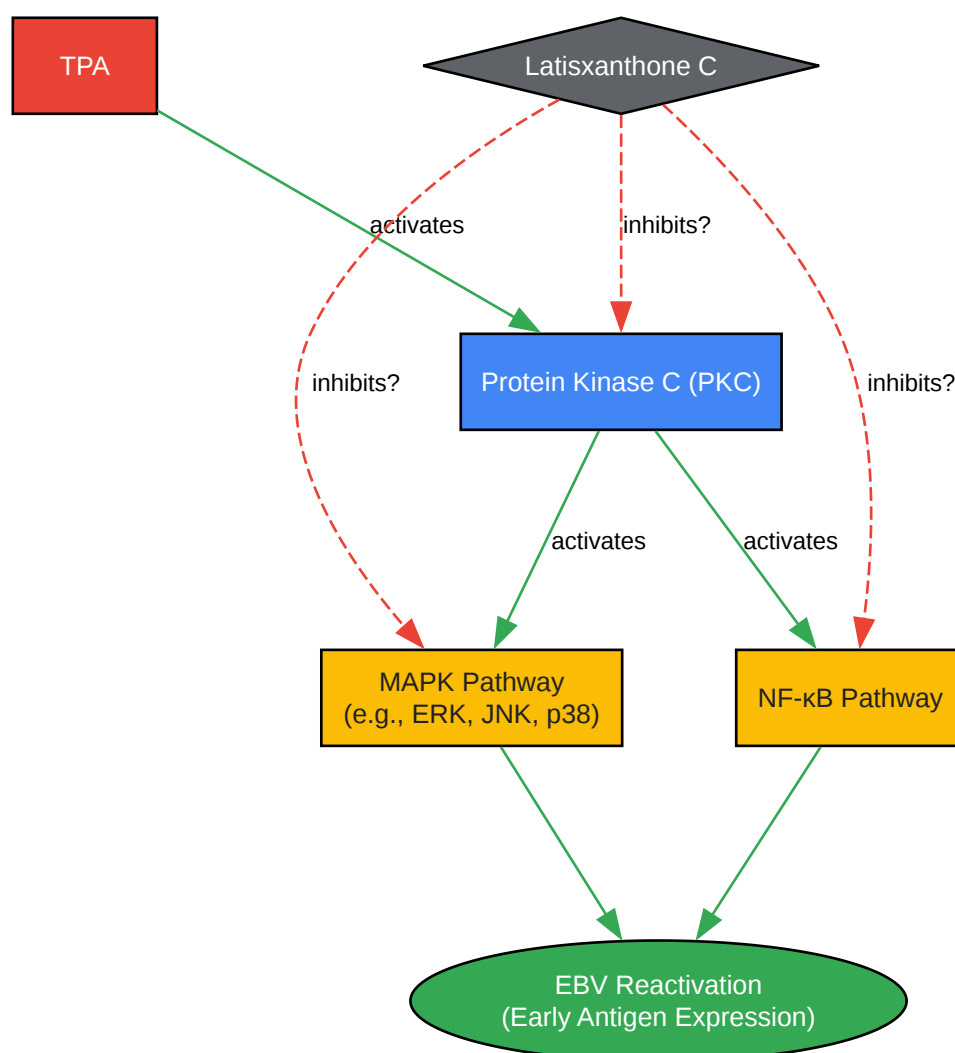 TPA
Latisxanthone C
activates
inhibits?
inhibits?
inhibits?
Protein Kinase C (PKC)
activates
activates
MAPK Pathway
(e.g., ERK, JNK, p38)
NF-κB Pathway
EBV Reactivation
(Early Antigen Expression)